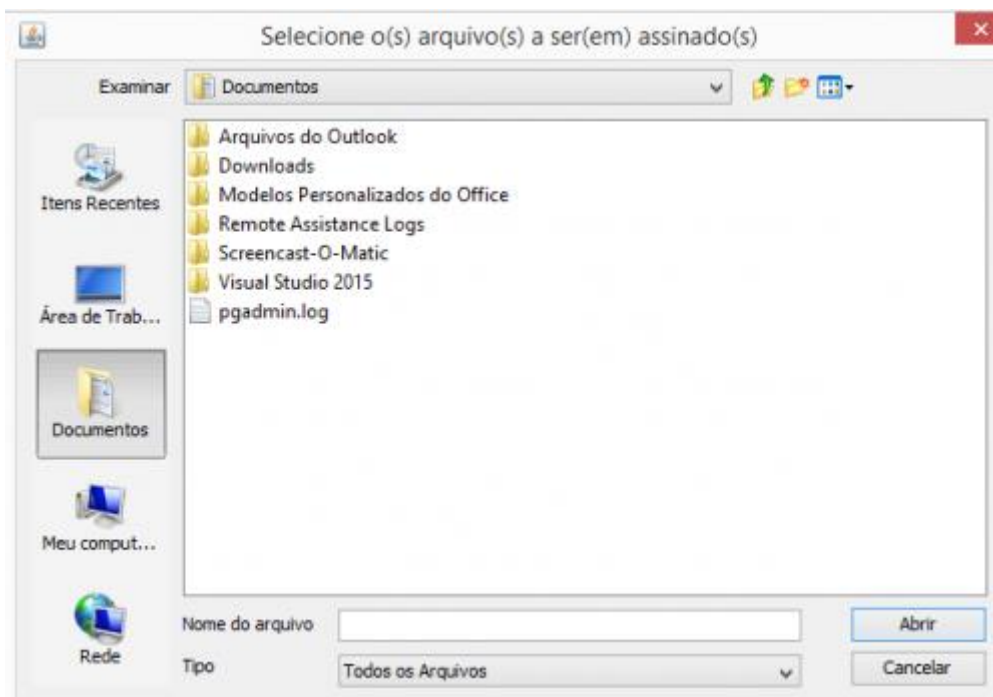 Selecione o(s) arquivo(s) a ser(em) assinado(s)
Examinar
Documentos
Itens Recentes
Área de Trab...
Documentos
Meu comput...
Rede
Arquivos do Outlook
Downloads
Modelos Personalizados do Office
Remote Assistance Logs
Screencast-O-Matic
Visual Studio 2015
pgadmin.log
Nome do arquivo
Abrir
Tipo
Todos os Arquivos
Cancelar